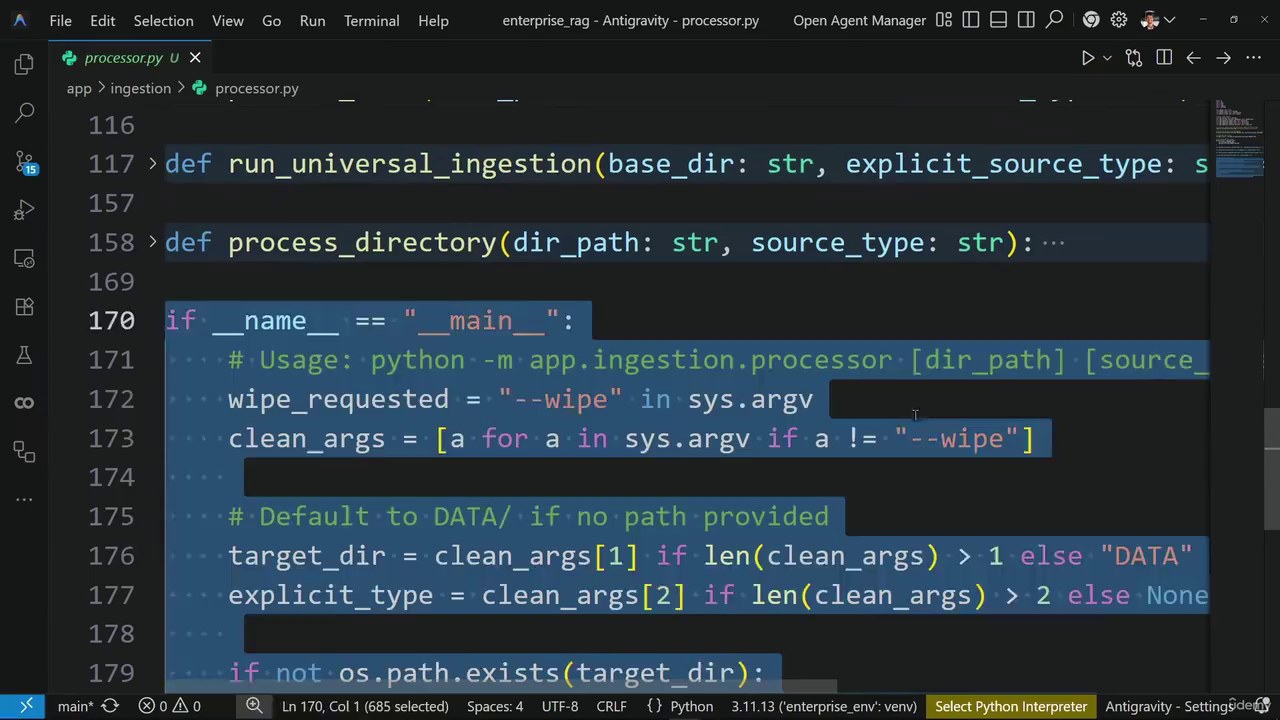 File Edit Selection View Go Run Terminal Help enterprise_rag - Antigravity - processor.py Open Agent Manager
processor.py U
app > ingestion > processor.py
116
117 def run_universal_ingestion(base_dir: str, explicit_source_type: s
157
158 def process_directory(dir_path: str, source_type: str):
169
170 if __name__ == "__main__":
171 # Usage: python -m app.ingestion.processor [dir_path] [source_
172 wipe_requested = "--wipe" in sys.argv
173 clean_args = [a for a in sys.argv if a != "--wipe"]
174
175 # Default to DATA/ if no path provided
176 target_dir = clean_args[1] if len(clean_args) > 1 else "DATA"
177 explicit_type = clean_args[2] if len(clean_args) > 2 else None
178
179 if not os.path.exists(target_dir):
15
main* 0 0 Ln 170, Col 1 (685 selected) Spaces: 4 UTF-8 CRLF {} Python 3.11.13 ('enterprise_env': venv) Select Python Interpreter Antigravity - Settings